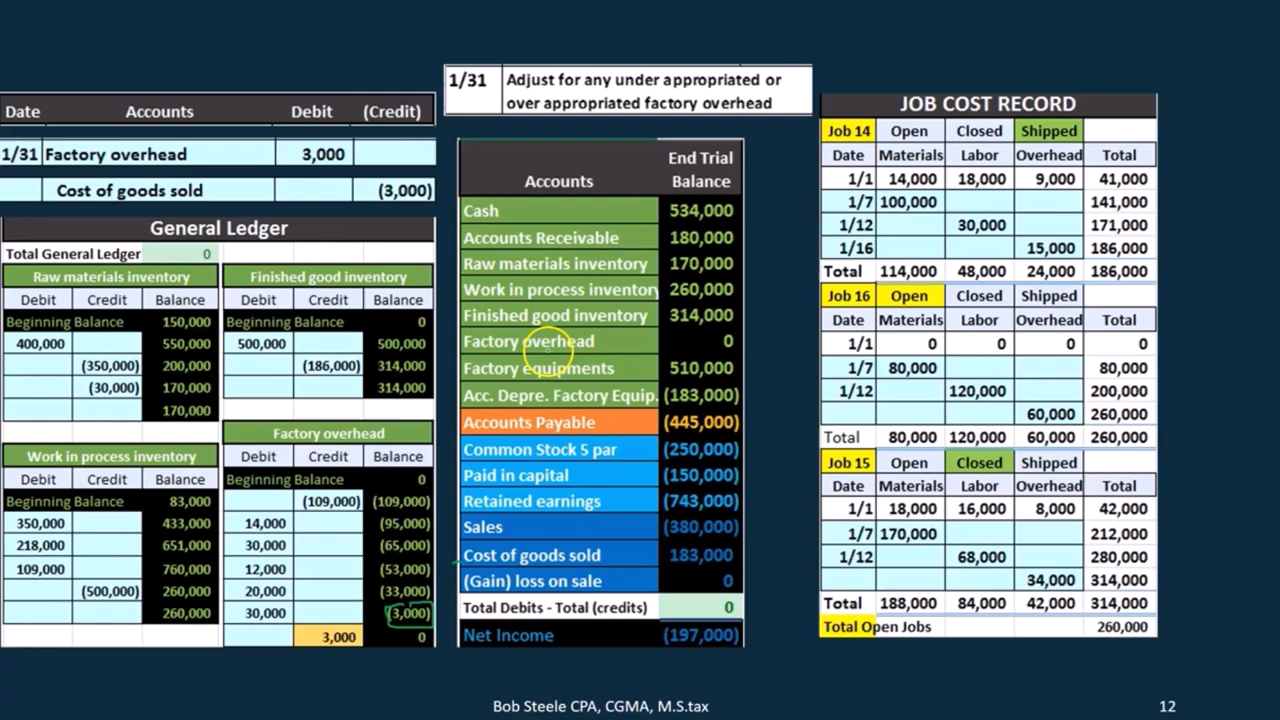 1/31 Adjust for any under appropriated or
over appropriated factory overhead
Date Accounts Debit (Credit)
1/31 Factory overhead 3,000
Cost of goods sold (3,000)
General Ledger
Total General Ledger 0
Raw materials inventory
Debit Credit Balance
Beginning Balance 150,000
400,000 550,000
(350,000) 200,000
(30,000) 170,000
170,000
Finished good inventory
Debit Credit Balance
Beginning Balance 0
500,000 500,000
(186,000) 314,000
314,000
Work in process inventory
Debit Credit Balance
Beginning Balance 83,000
350,000 433,000
218,000 651,000
109,000 760,000
(500,000) 260,000
260,000
Factory overhead
Debit Credit Balance
Beginning Balance 0
(109,000) (109,000)
14,000 (95,000)
30,000 (65,000)
12,000 (53,000)
20,000 (33,000)
30,000 (3,000)
3,000 0
Accounts End Trial
Balance
Cash 534,000
Accounts Receivable 180,000
Raw materials inventory 170,000
Work in process inventory 260,000
Finished good inventory 314,000
Factory overhead 0
Factory equipments 510,000
Acc. Depre. Factory Equip. (183,000)
Accounts Payable (445,000)
Common Stock 5 par (250,000)
Paid in capital (150,000)
Retained earnings (743,000)
Sales (380,000)
Cost of goods sold 183,000
(Gain) loss on sale 0
Total Debits - Total (credits) 0
Net Income (197,000)
JOB COST RECORD
Job 14 Open Closed Shipped
Date Materials Labor Overhead Total
1/1 14,000 18,000 9,000 41,000
1/7 100,000 141,000
1/12 30,000 171,000
1/16 15,000 186,000
Total 114,000 48,000 24,000 186,000
Job 16 Open Closed Shipped
Date Materials Labor Overhead Total
1/1 0 0 0 0
1/7 80,000 80,000
1/12 120,000 200,000
60,000 260,000
Total 80,000 120,000 60,000 260,000
Job 15 Open Closed Shipped
Date Materials Labor Overhead Total
1/1 18,000 16,000 8,000 42,000
1/7 170,000 212,000
1/12 68,000 280,000
34,000 314,000
Total 188,000 84,000 42,000 314,000
Total Open Jobs 260,000
Bob Steele CPA, CGMA, M.S.tax 12